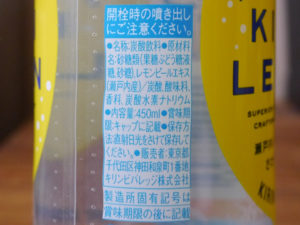 開栓時の噴き出し
にご注意ください。
●名称:炭酸飲料●原材料
名:砂糖類(果糖ぶどう糖液
糖、砂糖)、レモンピールエキス
(瀬戸内産)/炭酸、酸味料、
香料、炭酸水素ナトリウム
●内容量:450ml●賞味期
限:キャップに記載●保存方
法:直射日光をさけて保存して
ください。●販売者:東京都
千代田区神田和泉町1番地
キリンビバレッジ株式会社
製造所固有記号は
賞味期限の後に記載
KI
LEM
SUPERIO
CRAFTE
瀬戸
KIRIN
N